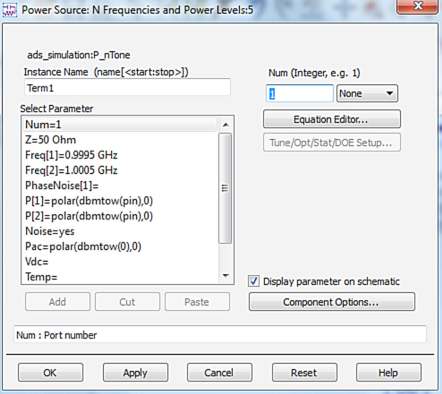 Power Source: N Frequencies and Power Levels:5
ads_simulation:P_nTone
Instance Name (name[<start:stop>])
Term1
Select Parameter
Num=1
Z=50 Ohm
Freq[1]=0.9995 GHz
Freq[2]=1.0005 GHz
PhaseNoise[1]=
P[1]=polar(dbmtow(pin),0)
P[2]=polar(dbmtow(pin),0)
Noise=yes
Pac=polar(dbmtow(0),0)
Vdc=
Temp=
Add Cut Paste
Num (Integer, e.g. 1)
1 None
Equation Editor...
Tune/Opt/Stat/DOE Setup...
Display parameter on schematic
Component Options...
Num : Port number
OK Apply Cancel Reset Help